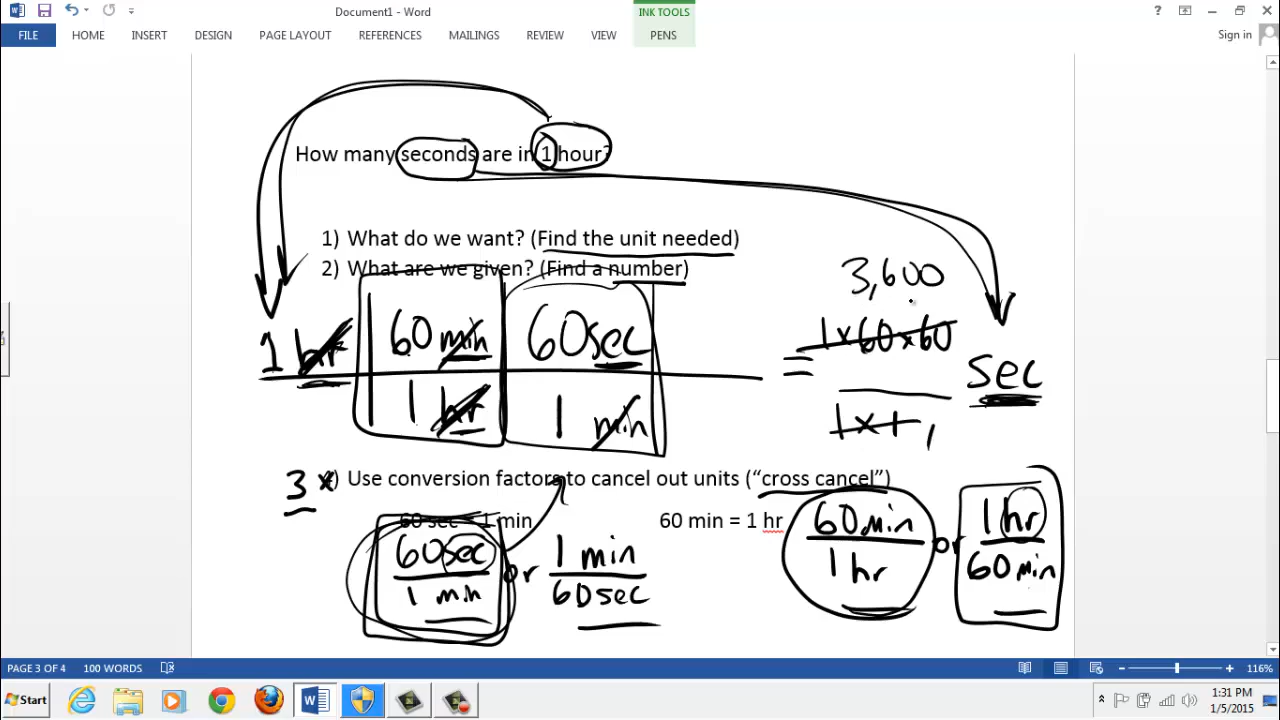 Document1 - Word
INK TOOLS
Sign in
FILE HOME INSERT DESIGN PAGE LAYOUT REFERENCES MAILINGS REVIEW VIEW PENS
How many seconds are in 1 hour?
1) What do we want? (Find the unit needed)
2) What are we given? (Find a number)
3,600
1 hr 60 min 60sec = 1x60x60 sec
1 hr 1 min 1x1 1
3 ) Use conversion factors to cancel out units (“cross cancel”)
60 sec = 1 min 60 min = 1 hr
60sec or 1 min 60min or 1 hr
1 min 60sec 1 hr 60 min
PAGE 3 OF 4 100 WORDS 116%
Start 1:31 PM
1/5/2015